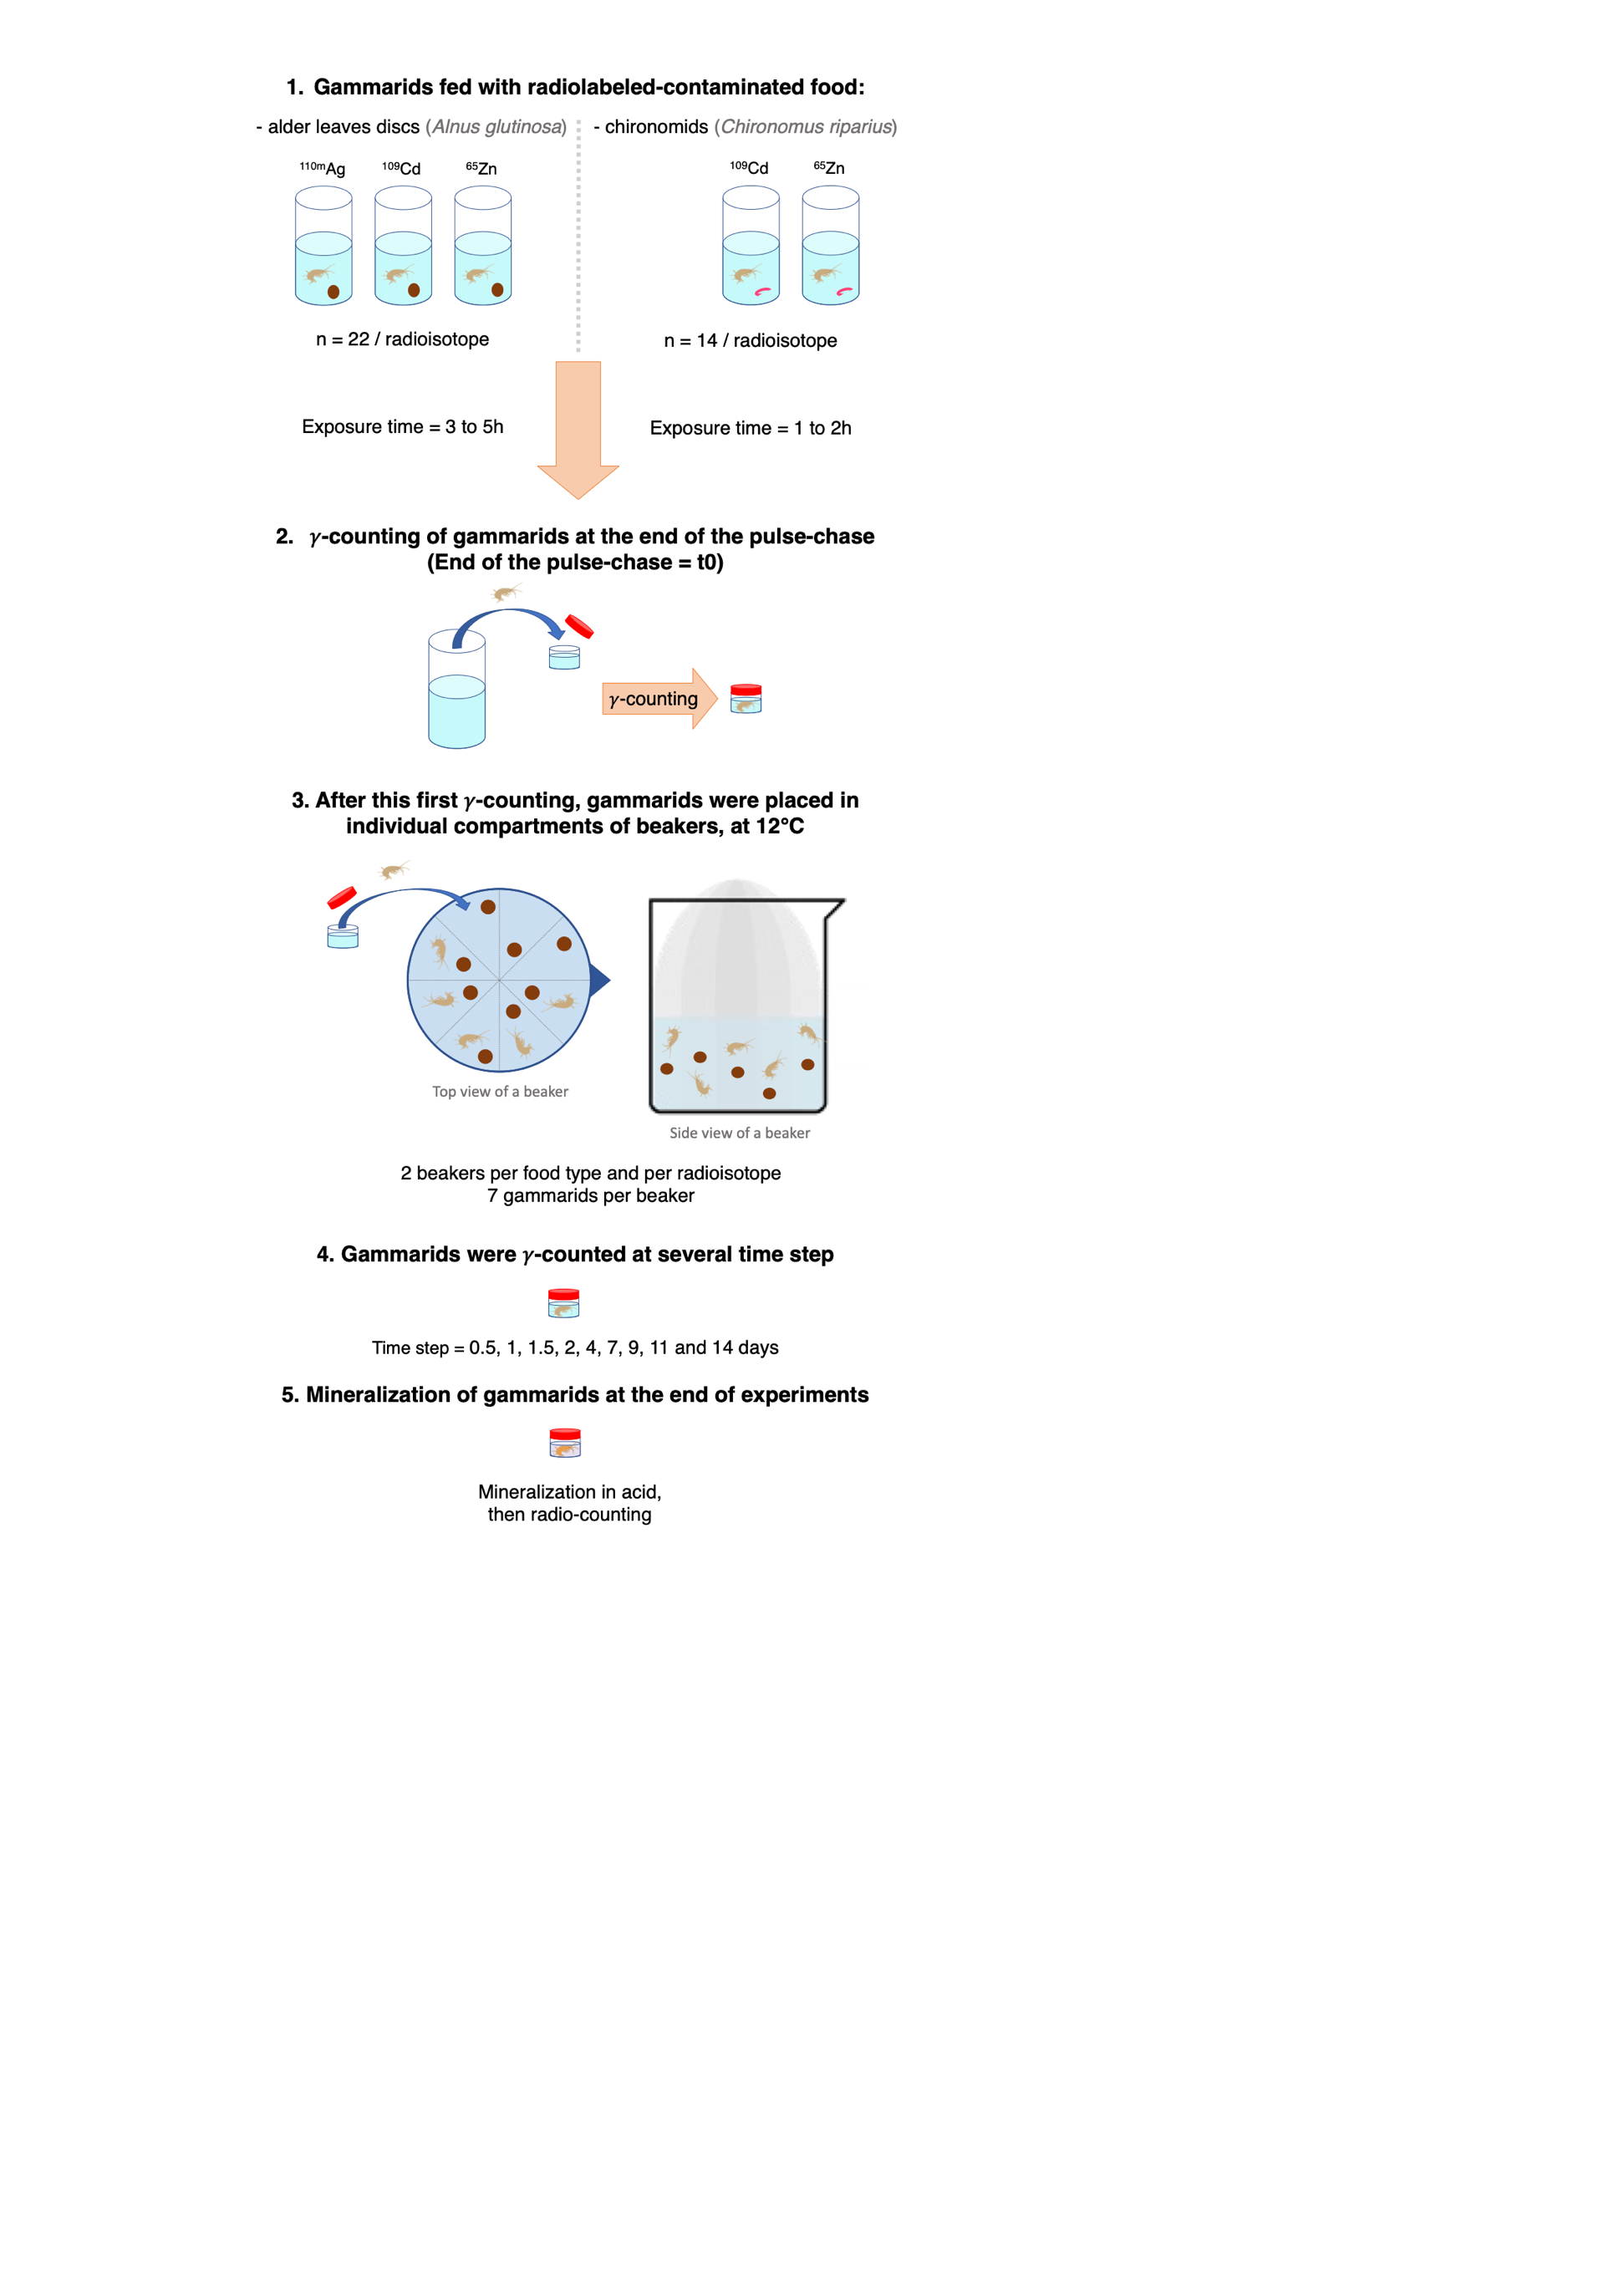 1. Gammarids fed with radiolabeled-contaminated food:
- alder leaves discs (Alnus glutinosa)
- chironomids (Chironomus riparius)
110mAg 109Cd 65Zn
109Cd 65Zn
n = 22 / radioisotope
n = 14 / radioisotope
Exposure time = 3 to 5h
Exposure time = 1 to 2h
2. γ-counting of gammarids at the end of the pulse-chase
(End of the pulse-chase = t0)
γ-counting
3. After this first γ-counting, gammarids were placed in
individual compartments of beakers, at 12°C
Top view of a beaker
Side view of a beaker
2 beakers per food type and per radioisotope
7 gammarids per beaker
4. Gammarids were γ-counted at several time step
Time step = 0.5, 1, 1.5, 2, 4, 7, 9, 11 and 14 days
5. Mineralization of gammarids at the end of experiments
Mineralization in acid,
then radio-counting